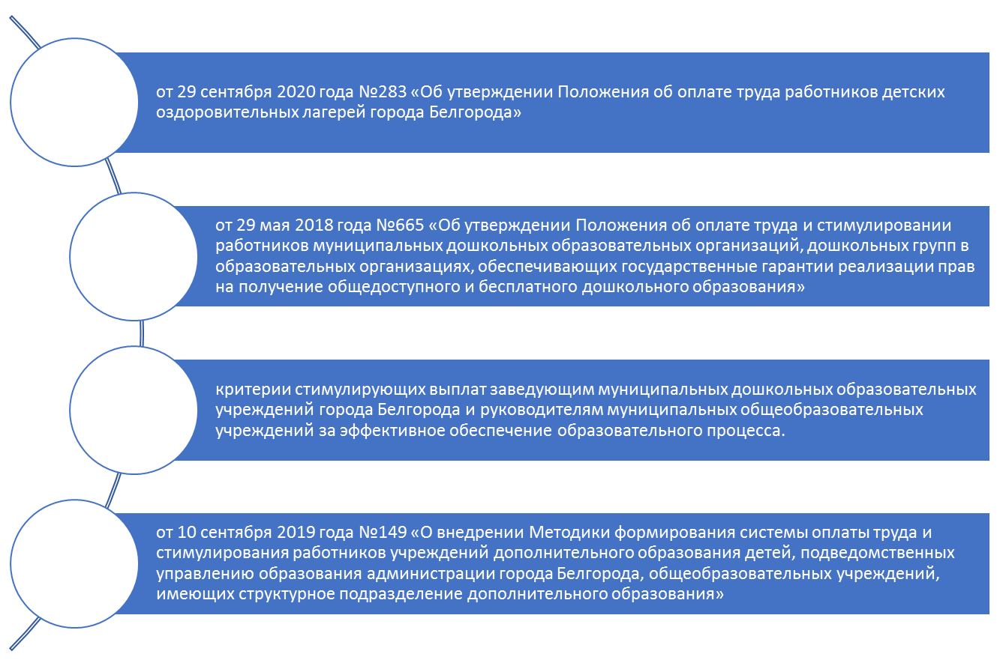 от 29 сентября 2020 года №283 «Об утверждении Положения об оплате труда работников детских
оздоровительных лагерей города Белгорода»
от 29 мая 2018 года №665 «Об утверждении Положения об оплате труда и стимулировании
работников муниципальных дошкольных образовательных организаций, дошкольных групп в
образовательных организациях, обеспечивающих государственные гарантии реализации прав
на получение общедоступного и бесплатного дошкольного образования»
критерии стимулирующих выплат заведующим муниципальных дошкольных образовательных
учреждений города Белгорода и руководителям муниципальных общеобразовательных
учреждений за эффективное обеспечение образовательного процесса.
от 10 сентября 2019 года №149 «О внедрении Методики формирования системы оплаты труда и
стимулирования работников учреждений дополнительного образования детей, подведомственных
управлению образования администрации города Белгорода, общеобразовательных учреждений,
имеющих структурное подразделение дополнительного образования»